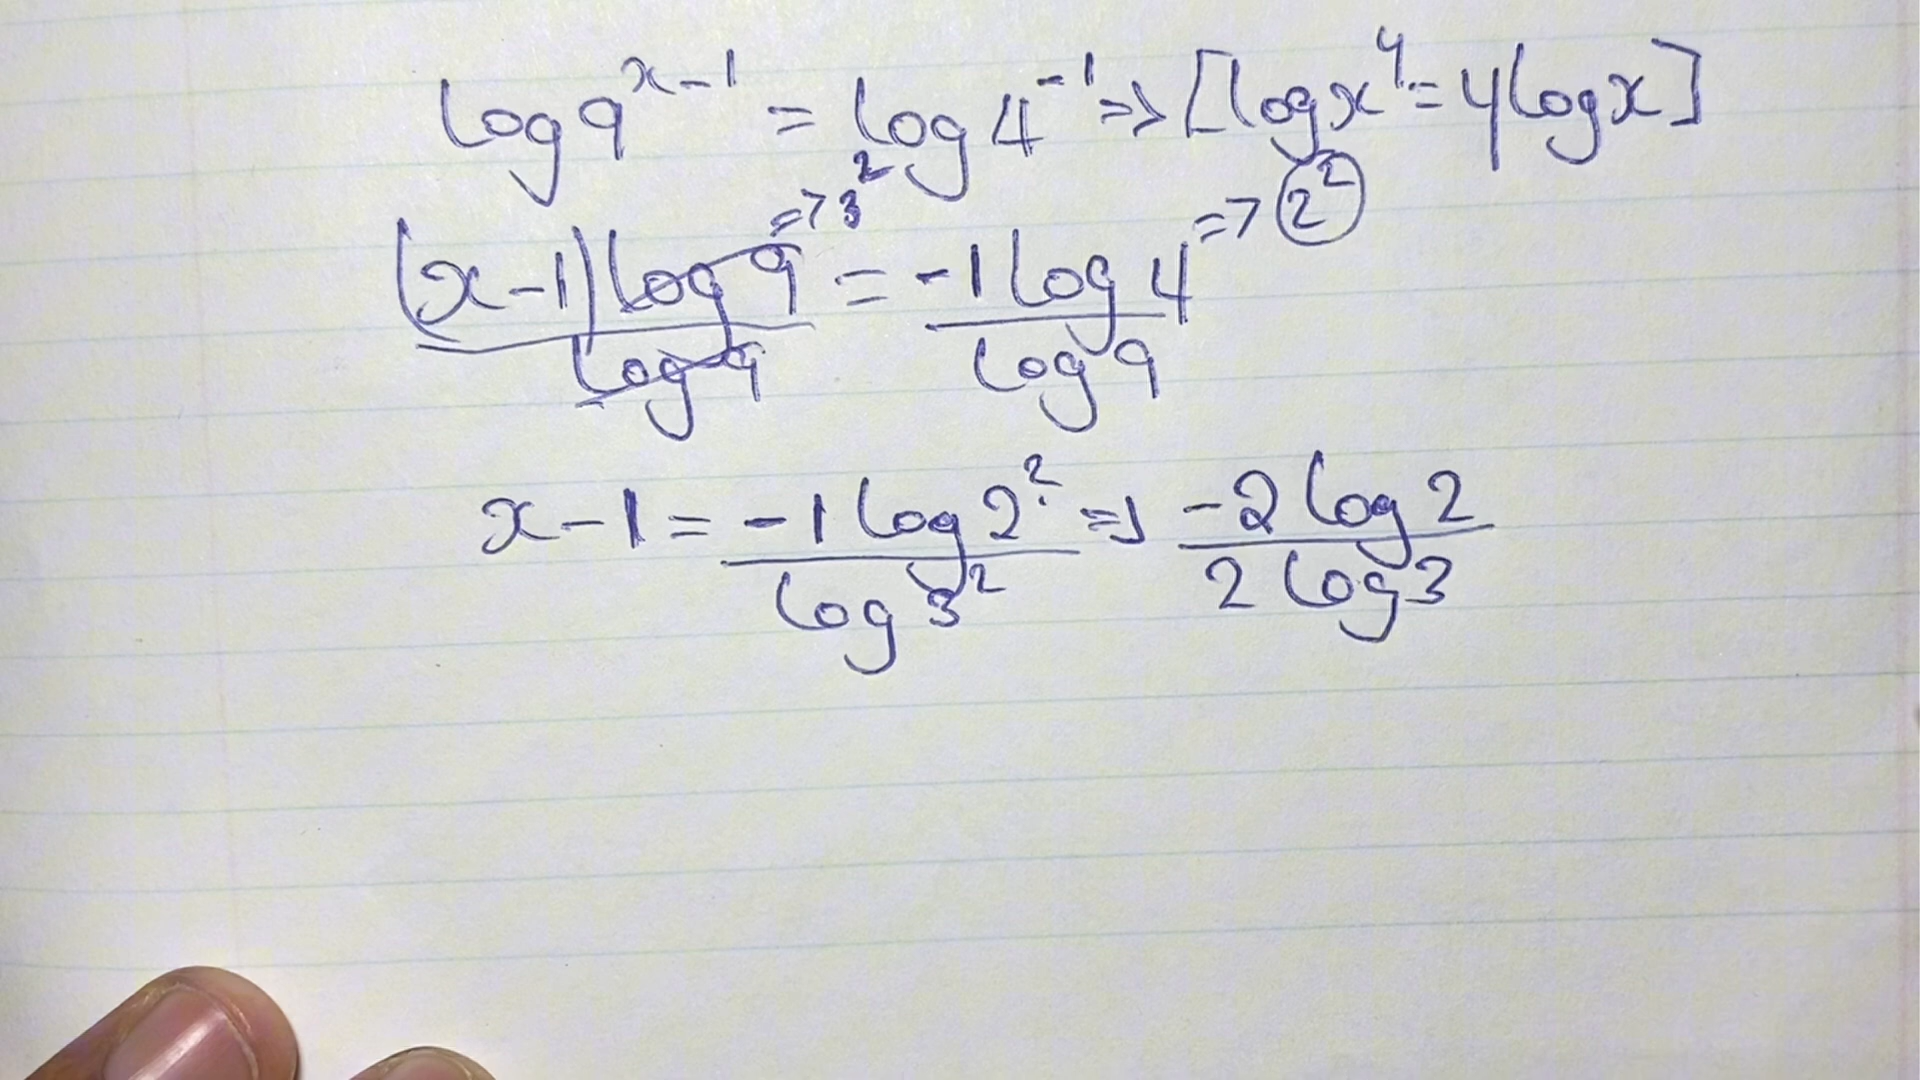 log 9^(x-1) = log 4^(-1) => [log x^4 = 4 log x]
(x-1) log 9 => 3^2 / log 9 = -1 log 4 => 2^2 / log 9
x - 1 = -1 log 2^2 / log 3^2 => -2 log 2 / 2 log 3